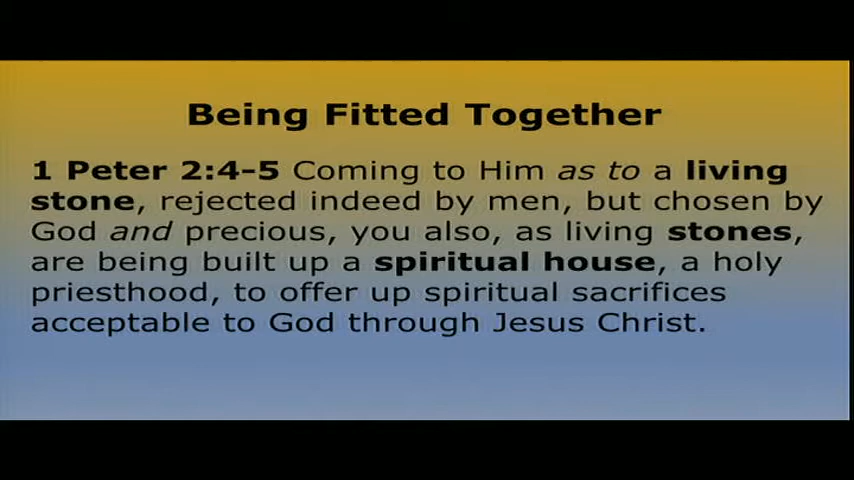 Being Fitted Together
1 Peter 2:4-5 Coming to Him as to a living
stone, rejected indeed by men, but chosen by
God and precious, you also, as living stones,
are being built up a spiritual house, a holy
priesthood, to offer up spiritual sacrifices
acceptable to God through Jesus Christ.